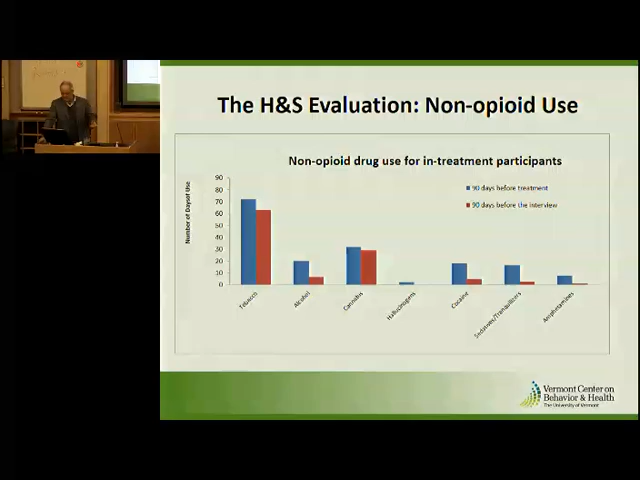 The H&S Evaluation: Non-opioid Use
Non-opioid drug use for in-treatment participants
Number of Days of Use
90
80
70
60
50
40
30
20
10
0
90 days before treatment
90 days before the interview
Tobacco
Alcohol
Cannabis
Hallucinogens
Cocaine
Sedatives/Tranquilizers
Amphetamines
Vermont Center on
Behavior & Health
The University of Vermont